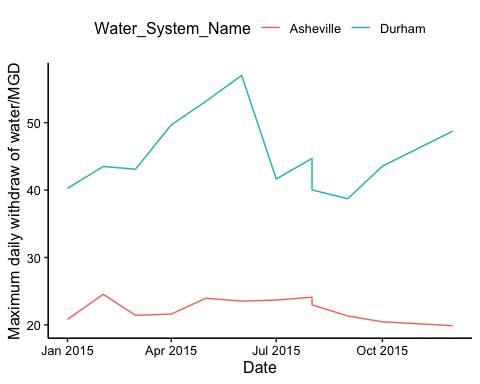 Water_System_Name Asheville Durham
Maximum daily withdraw of water/MGD
50
40
30
20
Jan 2015 Apr 2015 Jul 2015 Oct 2015
Date